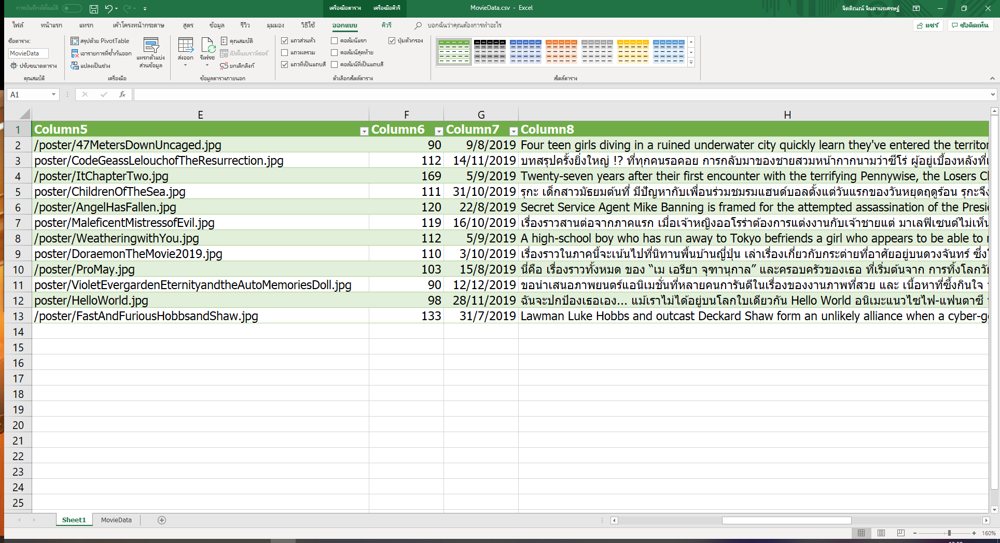 การบันทึกอัตโนมัติ
เครื่องมือตาราง เครื่องมือคิวรี
MovieData.csv - Excel
จิตติณณ์ จินดานรเศรษฐ์
ไฟล์ หน้าแรก แทรก เค้าโครงหน้ากระดาษ สูตร ข้อมูล รีวิว มุมมอง วิธีใช้ ออกแบบ คิวรี บอกฉันว่าคุณต้องการทำอะไร แชร์ ข้อคิดเห็น
ชื่อตาราง:
MovieData
ปรับขนาดตาราง
คุณสมบัติ
สรุปด้วย PivotTable
เอารายการที่ซ้ำกันออก
แปลงเป็นช่วง
แทรกตัวแบ่ง
ส่วนข้อมูล
เครื่องมือ
ส่งออก
รีเฟรช
คุณสมบัติ
เปิดในเบราว์เซอร์
ยกเลิกลิงก์
ข้อมูลตารางภายนอก
แถวส่วนหัว คอลัมน์แรก ปุ่มตัวกรอง
แถวผลรวม คอลัมน์สุดท้าย
แถวที่เป็นแถบสี คอลัมน์ที่เป็นแถบสี
ตัวเลือกสไตล์ตาราง
สไตล์ตาราง
A1 fx
E F G H
1 Column5 Column6 Column7 Column8
2 /poster/47MetersDownUncaged.jpg 90 9/8/2019 Four teen girls diving in a ruined underwater city quickly learn they've entered the territor
3 poster/CodeGeassLelouchofTheResurrection.jpg 112 14/11/2019 บทสรุปครั้งยิ่งใหญ่ !? ที่ทุกคนรอคอย การกลับมาของชายสวมหน้ากากนามว่าซีโร่ ผู้อยู่เบื้องหลังที่
4 /poster/ItChapterTwo.jpg 169 5/9/2019 Twenty-seven years after their first encounter with the terrifying Pennywise, the Losers Cl
5 poster/ChildrenOfTheSea.jpg 111 31/10/2019 รุกะ เด็กสาวมัธยมต้นที่ มีปัญหากับเพื่อนร่วมชมรมแฮนด์บอลตั้งแต่วันแรกของวันหยุดฤดูร้อน รุกะจึง
6 /poster/AngelHasFallen.jpg 120 22/8/2019 Secret Service Agent Mike Banning is framed for the attempted assassination of the Presi
7 poster/MaleficentMistressofEvil.jpg 119 16/10/2019 เรื่องราวสานต่อจากภาคแรก เมื่อเจ้าหญิงออโรร่าต้องการแต่งงานกับเจ้าชายแต่ มาเลฟิเซนต์ไม่เห็น
8 /poster/WeatheringwithYou.jpg 112 5/9/2019 A high-school boy who has run away to Tokyo befriends a girl who appears to be able to
9 poster/DoraemonTheMovie2019.jpg 110 3/10/2019 เรื่องราวในภาคนี้จะเน้นไปที่นิทานพื้นบ้านญี่ปุ่น เล่าเรื่องเกี่ยวกับกระต่ายที่อาศัยอยู่บนดวงจันทร์ ซึ่ง
10 /poster/ProMay.jpg 103 15/8/2019 นี่คือ เรื่องราวทั้งหมด ของ “เม เอรียา จุฑานุกาล” และครอบครัวของเธอ ที่เริ่มต้นจาก การทิ้งโลกวัย
11 poster/VioletEvergardenEternityandtheAutoMemoriesDoll.jpg 90 12/12/2019 ขอนำเสนอภาพยนตร์แอนิเมชั่นที่หลายคนการันตีในเรื่องของงานภาพที่สวย และ เนื้อหาที่ซึ้งกินใจ
12 poster/HelloWorld.jpg 98 28/11/2019 ฉันจะปกป้องเธอเอง... แม้เราไม่ได้อยู่บนโลกใบเดียวกัน Hello World อนิเมะแนวไซไฟ-แฟนตาซี
13 /poster/FastAndFuriousHobbsandShaw.jpg 133 31/7/2019 Lawman Luke Hobbs and outcast Deckard Shaw form an unlikely alliance when a cyber-g
14
15
16
17
18
19
20
21
22
23
24
25
Sheet1 MovieData
160%